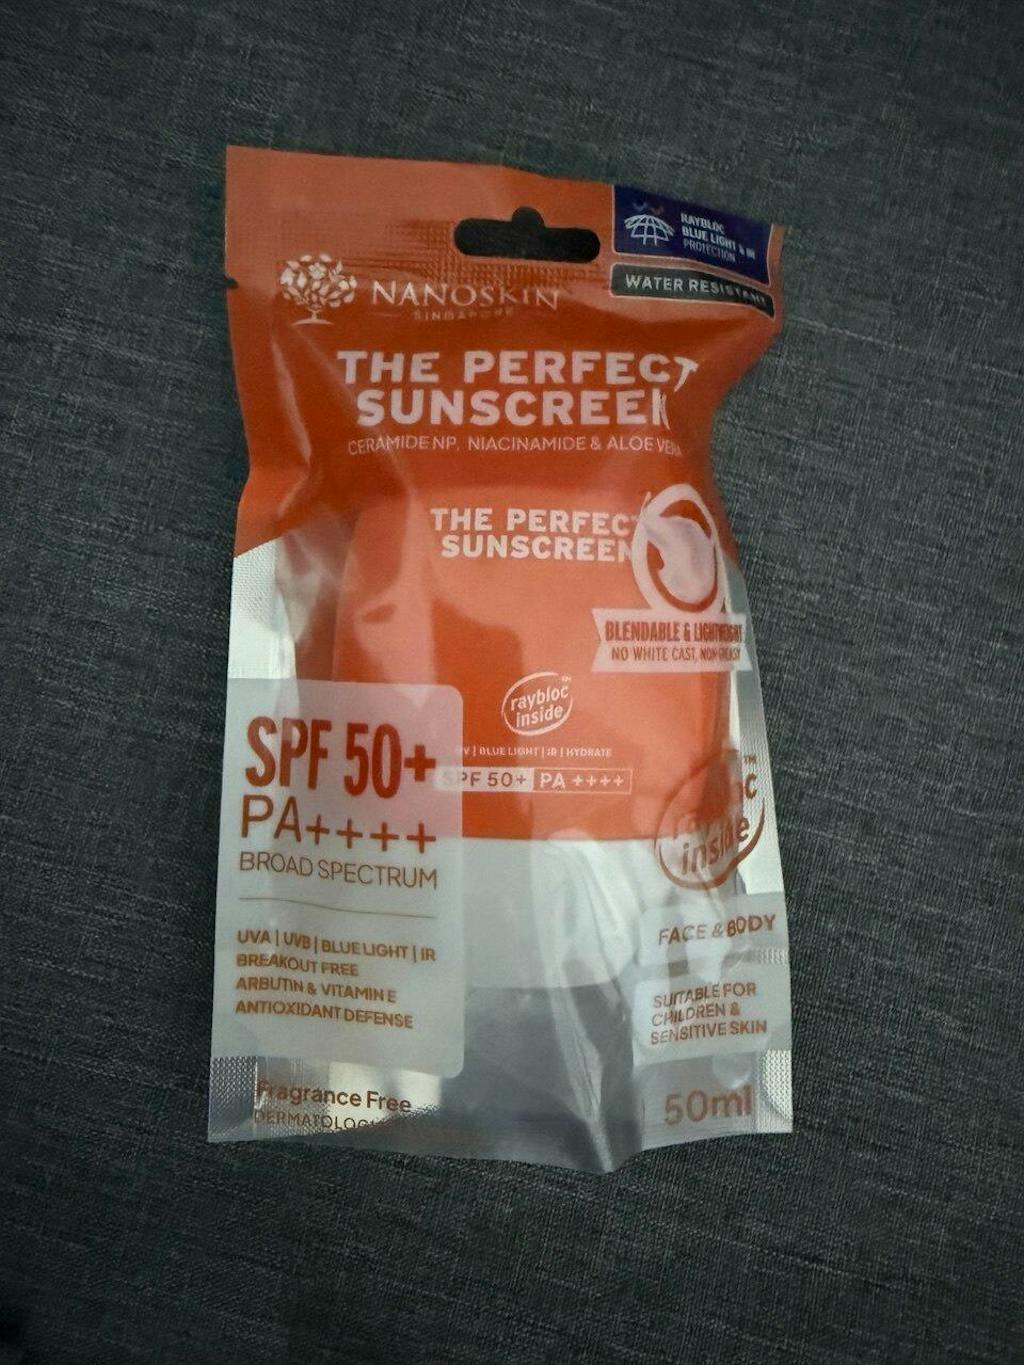 RAYBLOC
BLUE LIGHT & IR
PROTECTION
WATER RESISTANT
NANOSKIN
SINGAPORE
THE PERFECT
SUNSCREEN
CERAMIDE NP, NIACINAMIDE & ALOE VERA
THE PERFECT
SUNSCREEN
BLENDABLE & LIGHTWEIGHT
NO WHITE CAST, NON-GREASY
raybloc
inside
UV | BLUE LIGHT | IR | HYDRATE
SPF 50+ PA ++++
SPF 50+
PA++++
BROAD SPECTRUM
UVA | UVB | BLUE LIGHT | IR
BREAKOUT FREE
ARBUTIN & VITAMIN E
ANTIOXIDANT DEFENSE
Fragrance Free
raybloc™
inside
FACE & BODY
SUITABLE FOR
CHILDREN &
SENSITIVE SKIN
50ml